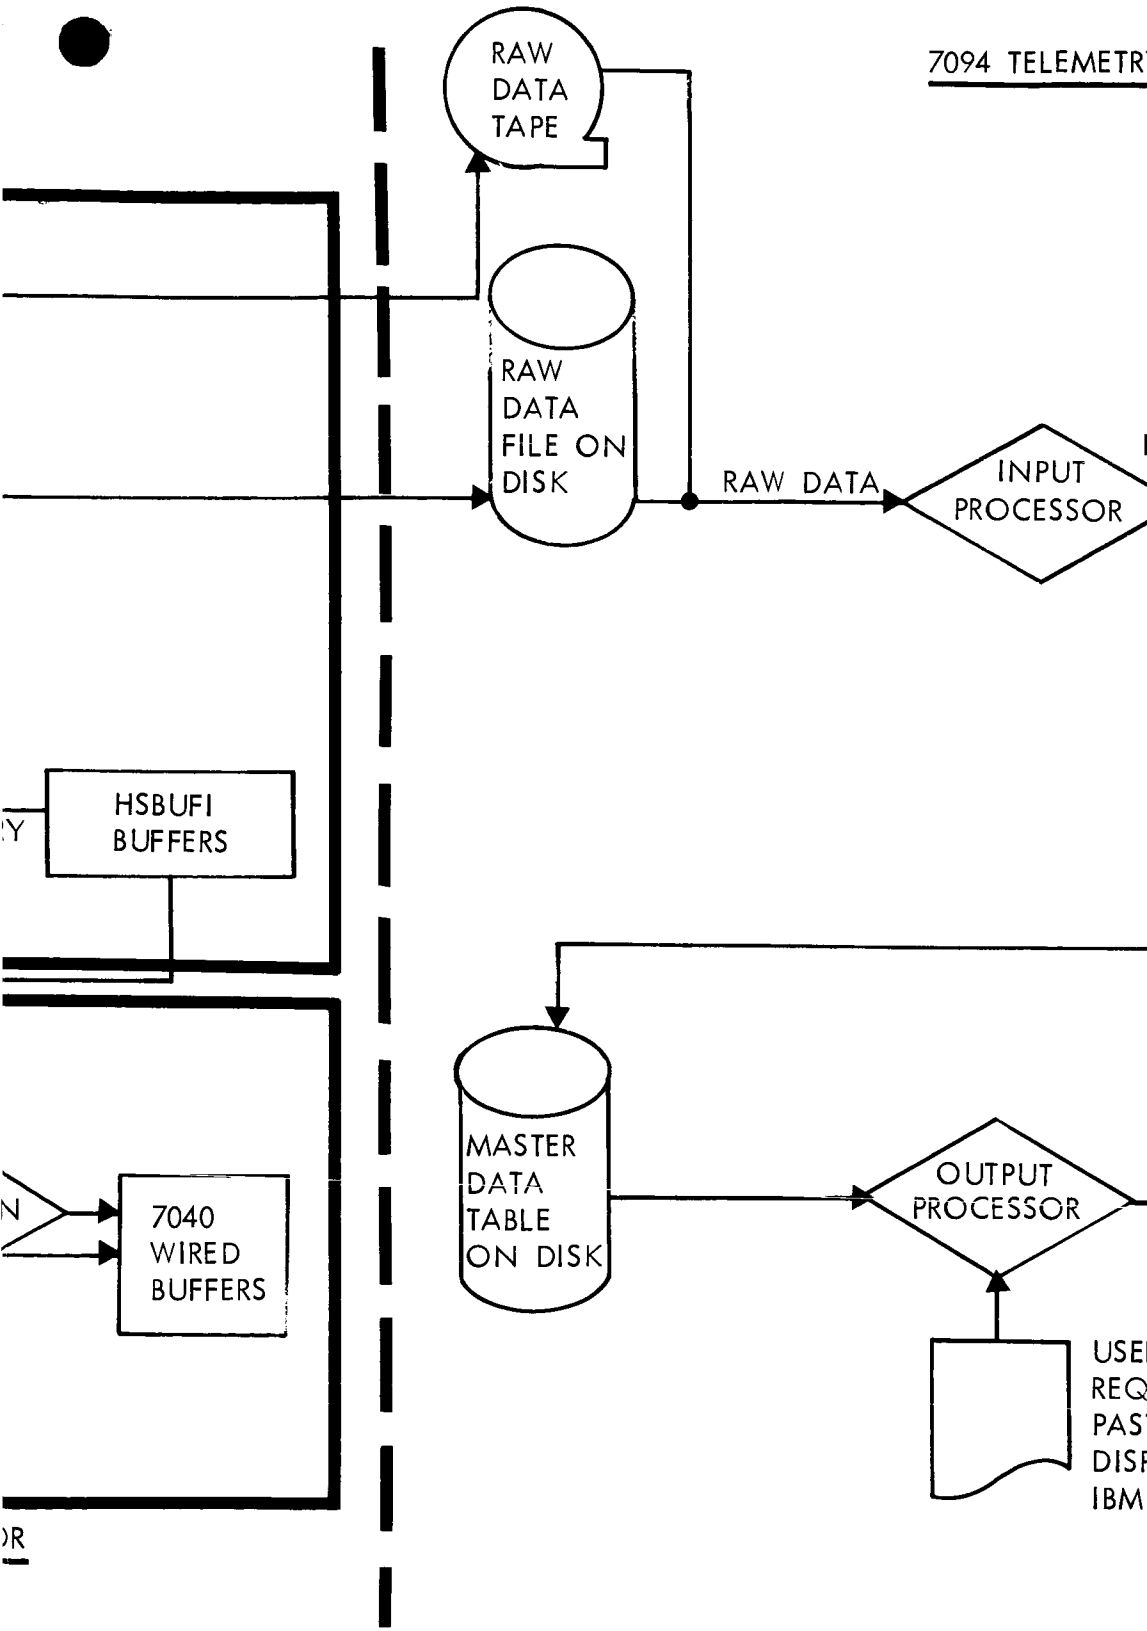 RAW
DATA
TAPE
7094
RAW
DATA
FILE ON
DISK
RAW DATA
INPUT
PROCESSOR
HSBUFI
BUFFERS
MASTER
DATA
TABLE
ON DISK
OUTPUT
PROCESSOR
7040
WIRED
BUFFERS
IBM